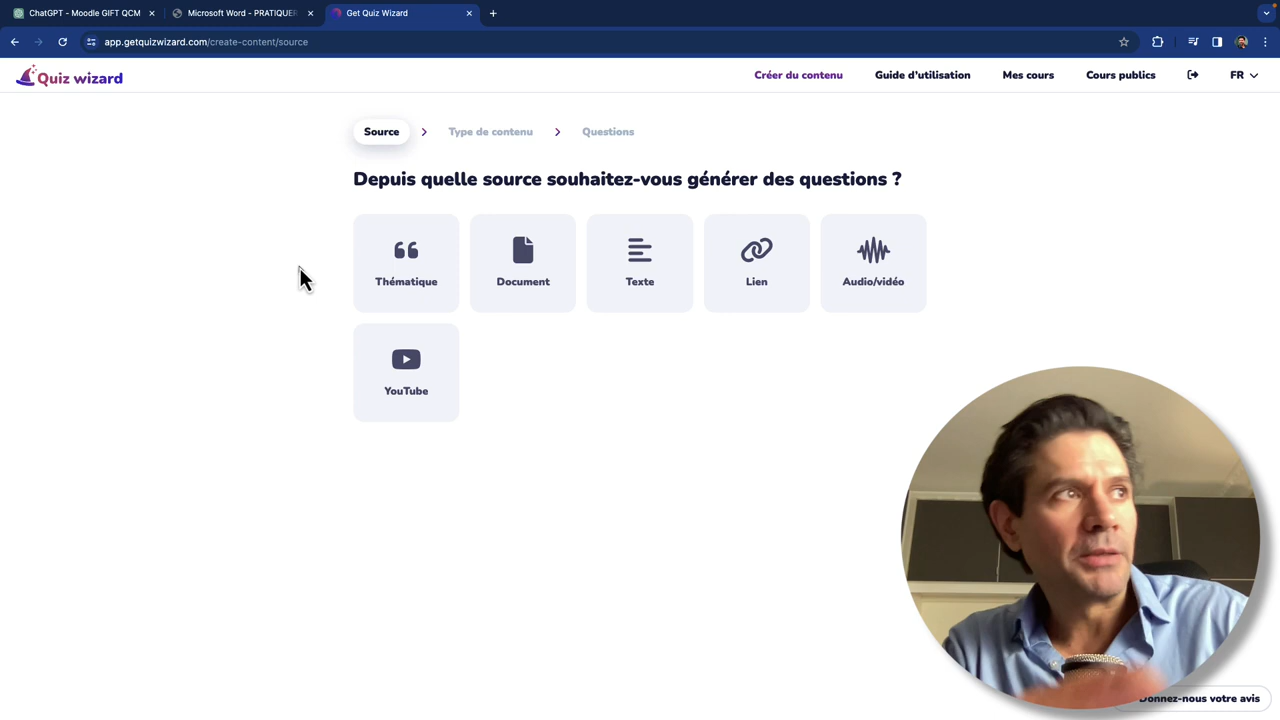 ChatGPT - Moodle GIFT QCM
Microsoft Word - PRATIQUER
Get Quiz Wizard
app.getquizwizard.com/create-content/source
Quiz wizard
Créer du contenu
Guide d'utilisation
Mes cours
Cours publics
FR
Source
Type de contenu
Questions
Depuis quelle source souhaitez-vous générer des questions ?
Thématique
Document
Texte
Lien
Audio/vidéo
YouTube
Donnez-nous votre avis